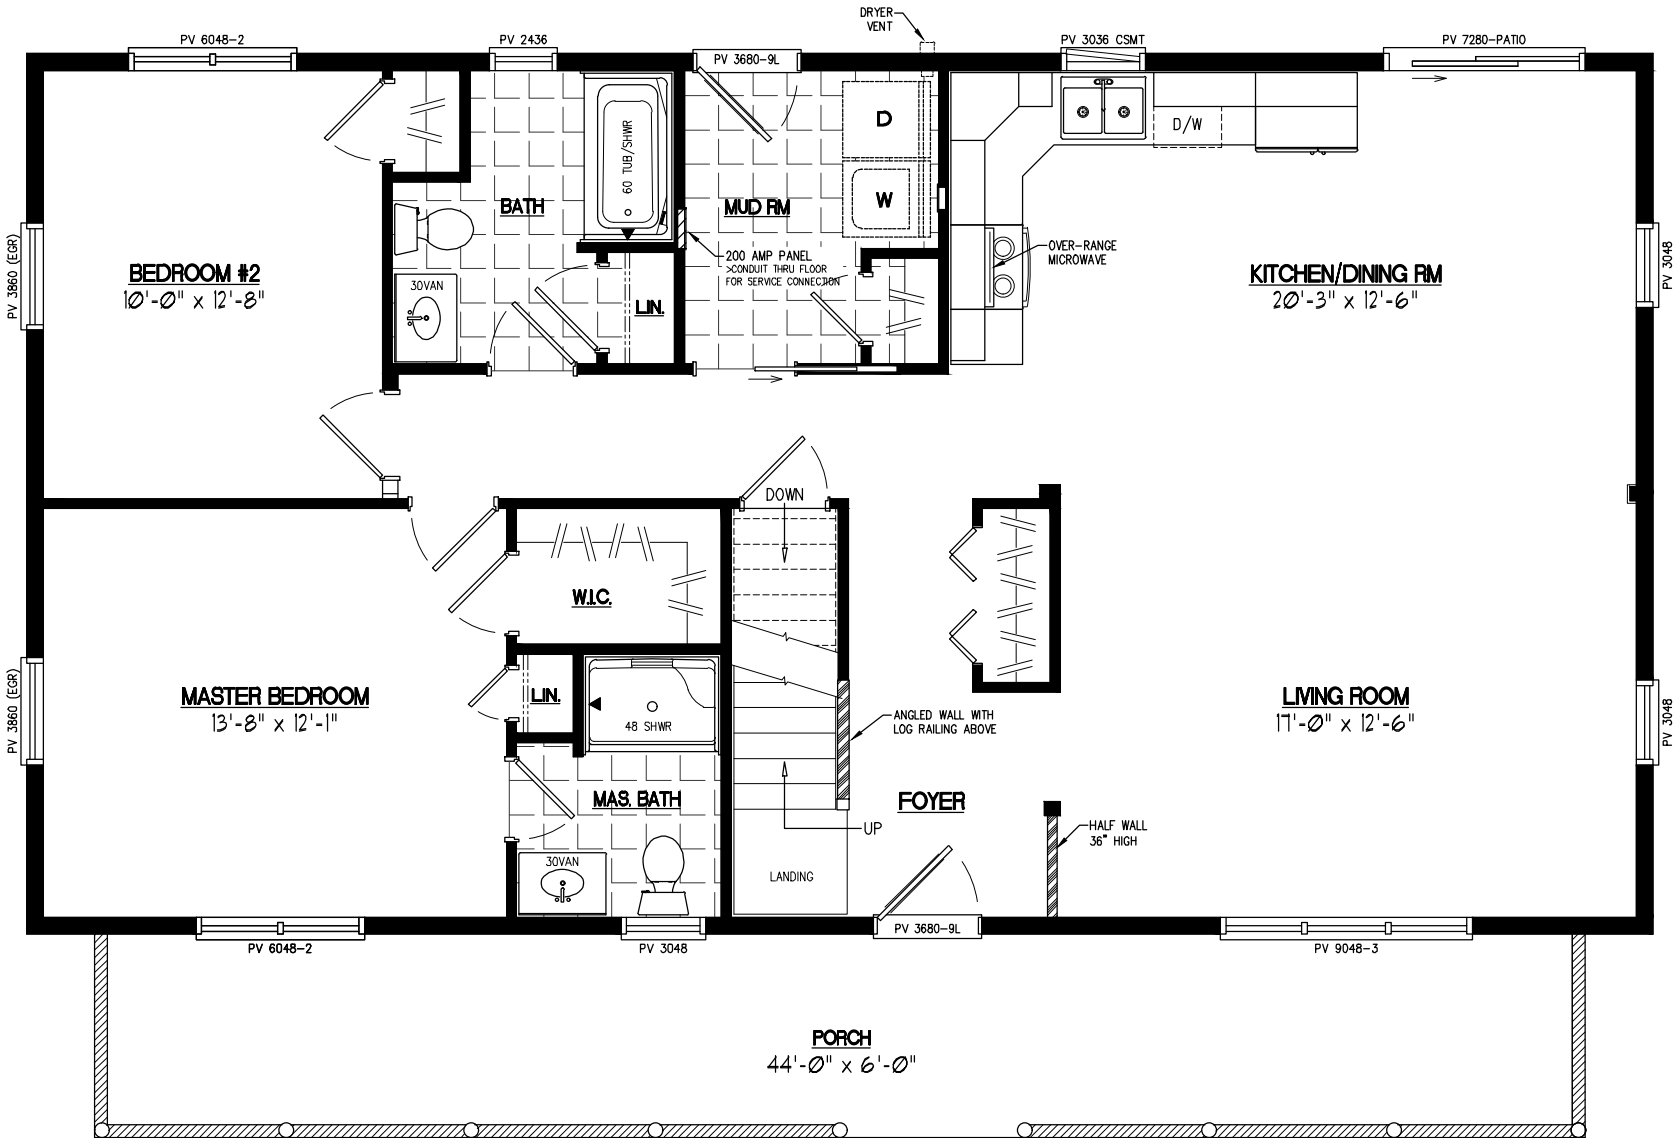 DRYER
VENT
PV 6048-2
PV 2436
PV 3680-9L
PV 3036 CSMT
PV 7280-PATIO
D
D/W
60 TUB/SHWR
W
BATH
MUD RM
PV 3860 (EGR)
BEDROOM #2
10'-0" x 12'-8"
200 AMP PANEL
>CONDUIT THRU FLOOR
FOR SERVICE CONNECTION
OVER-RANGE
MICROWAVE
KITCHEN/DINING RM
20'-3" x 12'-6"
PV 3048
30VAN
LIN.
DOWN
W.I.C.
PV 3860 (EGR)
MASTER BEDROOM
13'-8" x 12'-1"
LIN.
48 SHWR
ANGLED WALL WITH
LOG RAILING ABOVE
LIVING ROOM
17'-0" x 12'-6"
PV 3048
MAS. BATH
FOYER
UP
HALF WALL
36" HIGH
30VAN
LANDING
PV 6048-2
PV 3048
PV 3680-9L
PV 9048-3
PORCH
44'-0" x 6'-0"